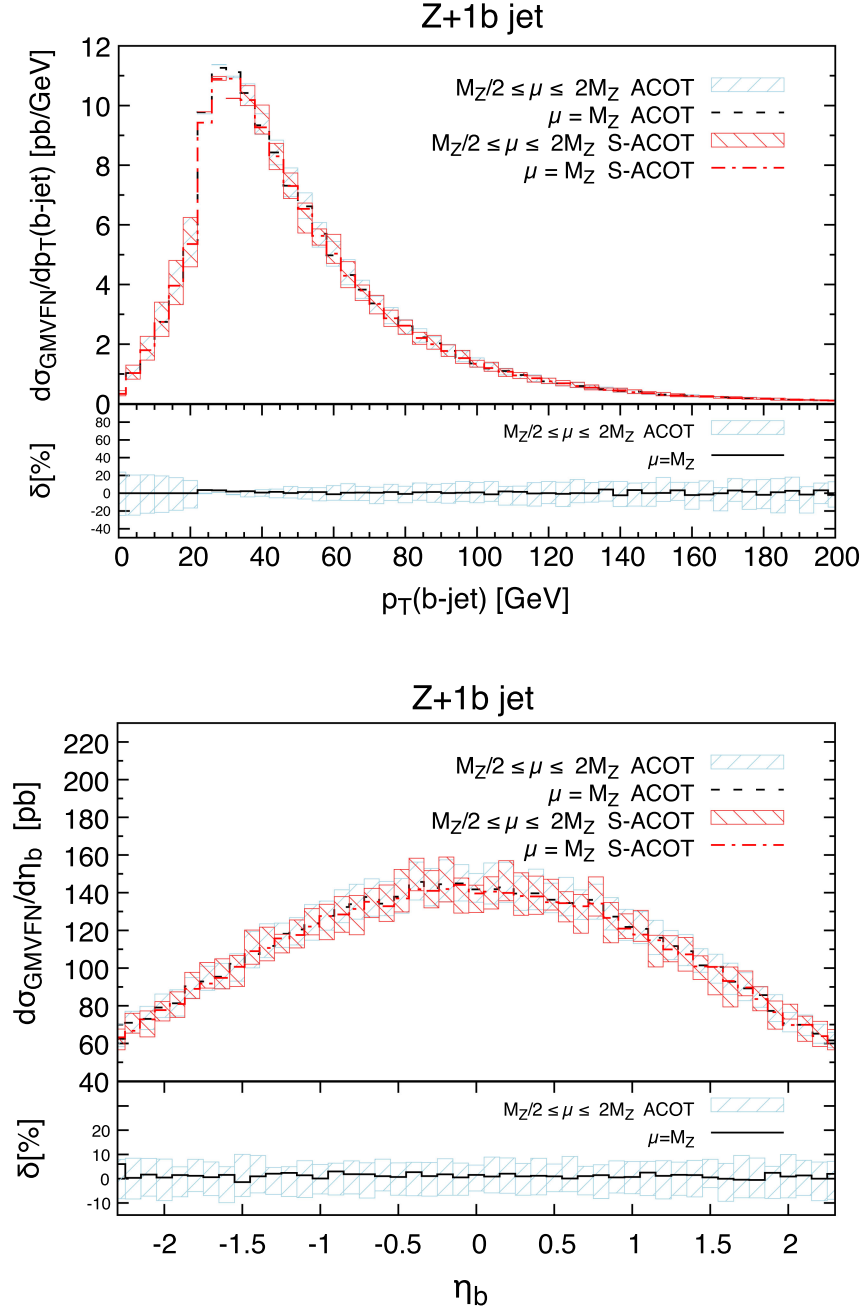 Z+1b jet
dσGMVFN/dpT(b-jet) [pb/GeV]
12
10
8
6
4
2
0
MZ/2 ≤ μ ≤ 2MZ ACOT
μ = MZ ACOT
MZ/2 ≤ μ ≤ 2MZ S-ACOT
μ = MZ S-ACOT
δ[%]
80
60
40
20
0
-20
-40
MZ/2 ≤ μ ≤ 2MZ ACOT
μ=MZ
0 20 40 60 80 100 120 140 160 180 200
pT(b-jet) [GeV]
Z+1b jet
dσGMVFN/dηb [pb]
220
200
180
160
140
120
100
80
60
40
MZ/2 ≤ μ ≤ 2MZ ACOT
μ = MZ ACOT
MZ/2 ≤ μ ≤ 2MZ S-ACOT
μ = MZ S-ACOT
δ[%]
20
10
0
-10
MZ/2 ≤ μ ≤ 2MZ ACOT
μ=MZ
-2 -1.5 -1 -0.5 0 0.5 1 1.5 2
ηb